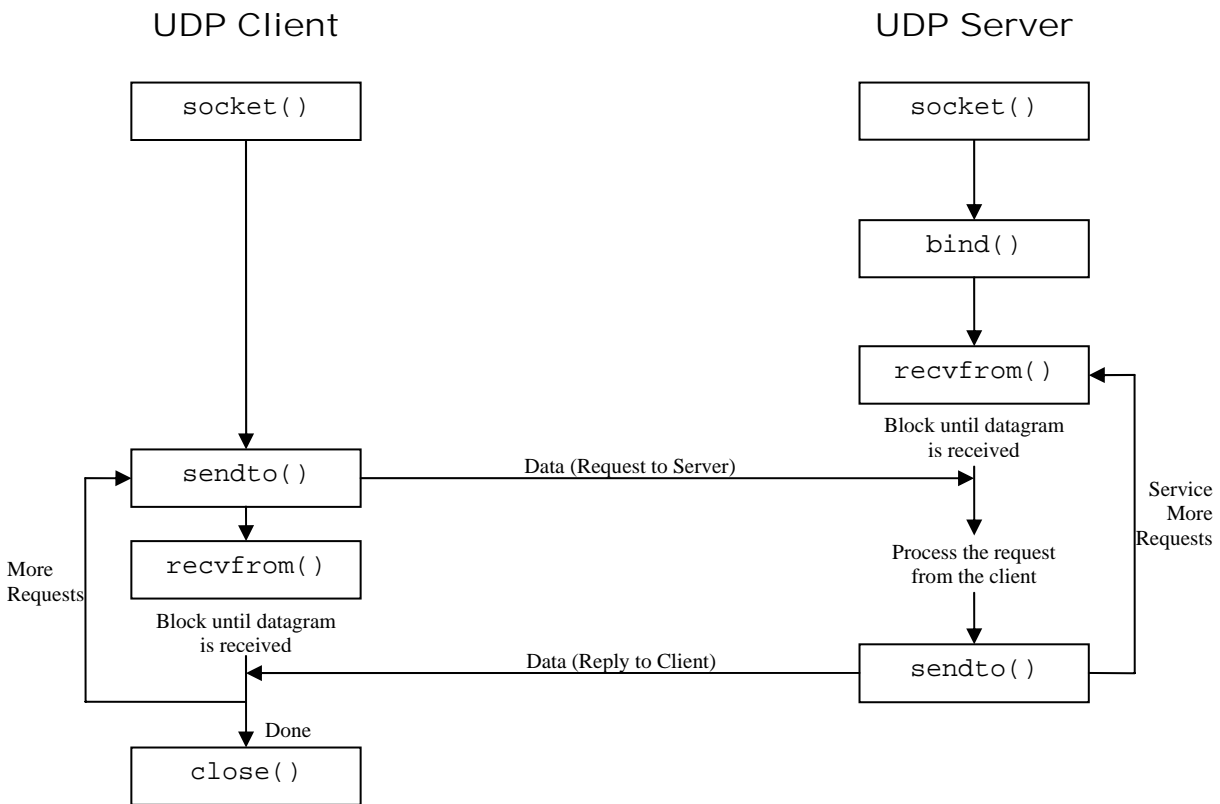 UDP Client
UDP Server
socket()
socket()
bind()
recvfrom()
Block until datagram
is received
sendto()
Data (Request to Server)
Service
More
Requests
recvfrom()
Process the request
from the client
More
Requests
Block until datagram
is received
Data (Reply to Client)
sendto()
Done
close()